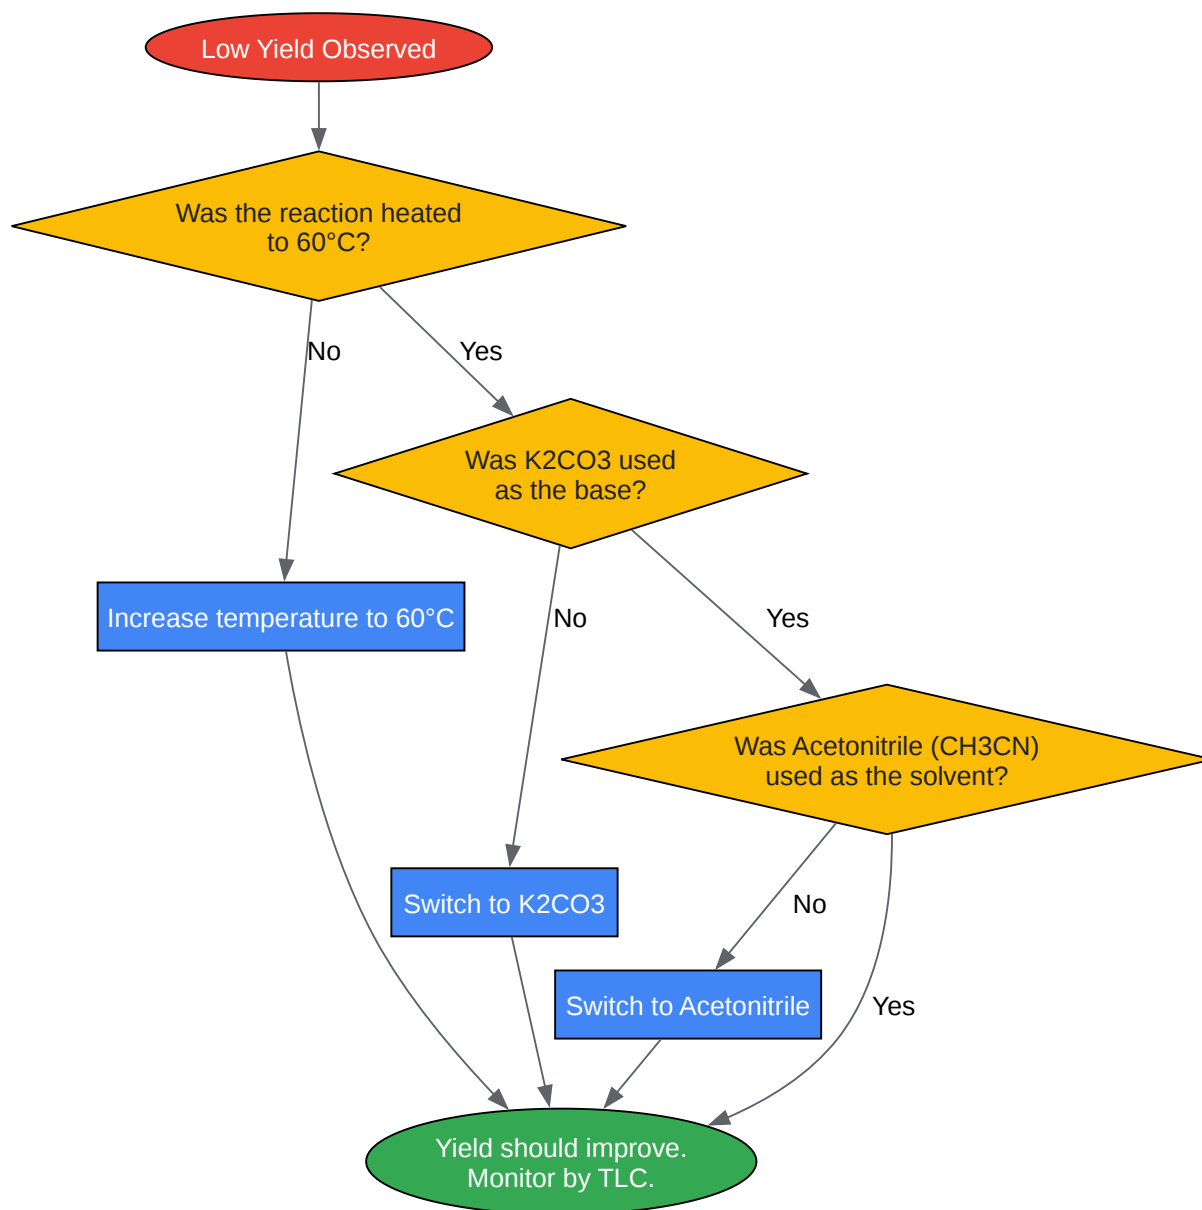 Low Yield Observed
Was the reaction heated
to 60°C?
No
Yes
Was K2CO3 used
as the base?
Increase temperature to 60°C
No
Yes
Was Acetonitrile (CH3CN)
used as the solvent?
Switch to K2CO3
No
Switch to Acetonitrile
Yes
Yield should improve.
Monitor by TLC.